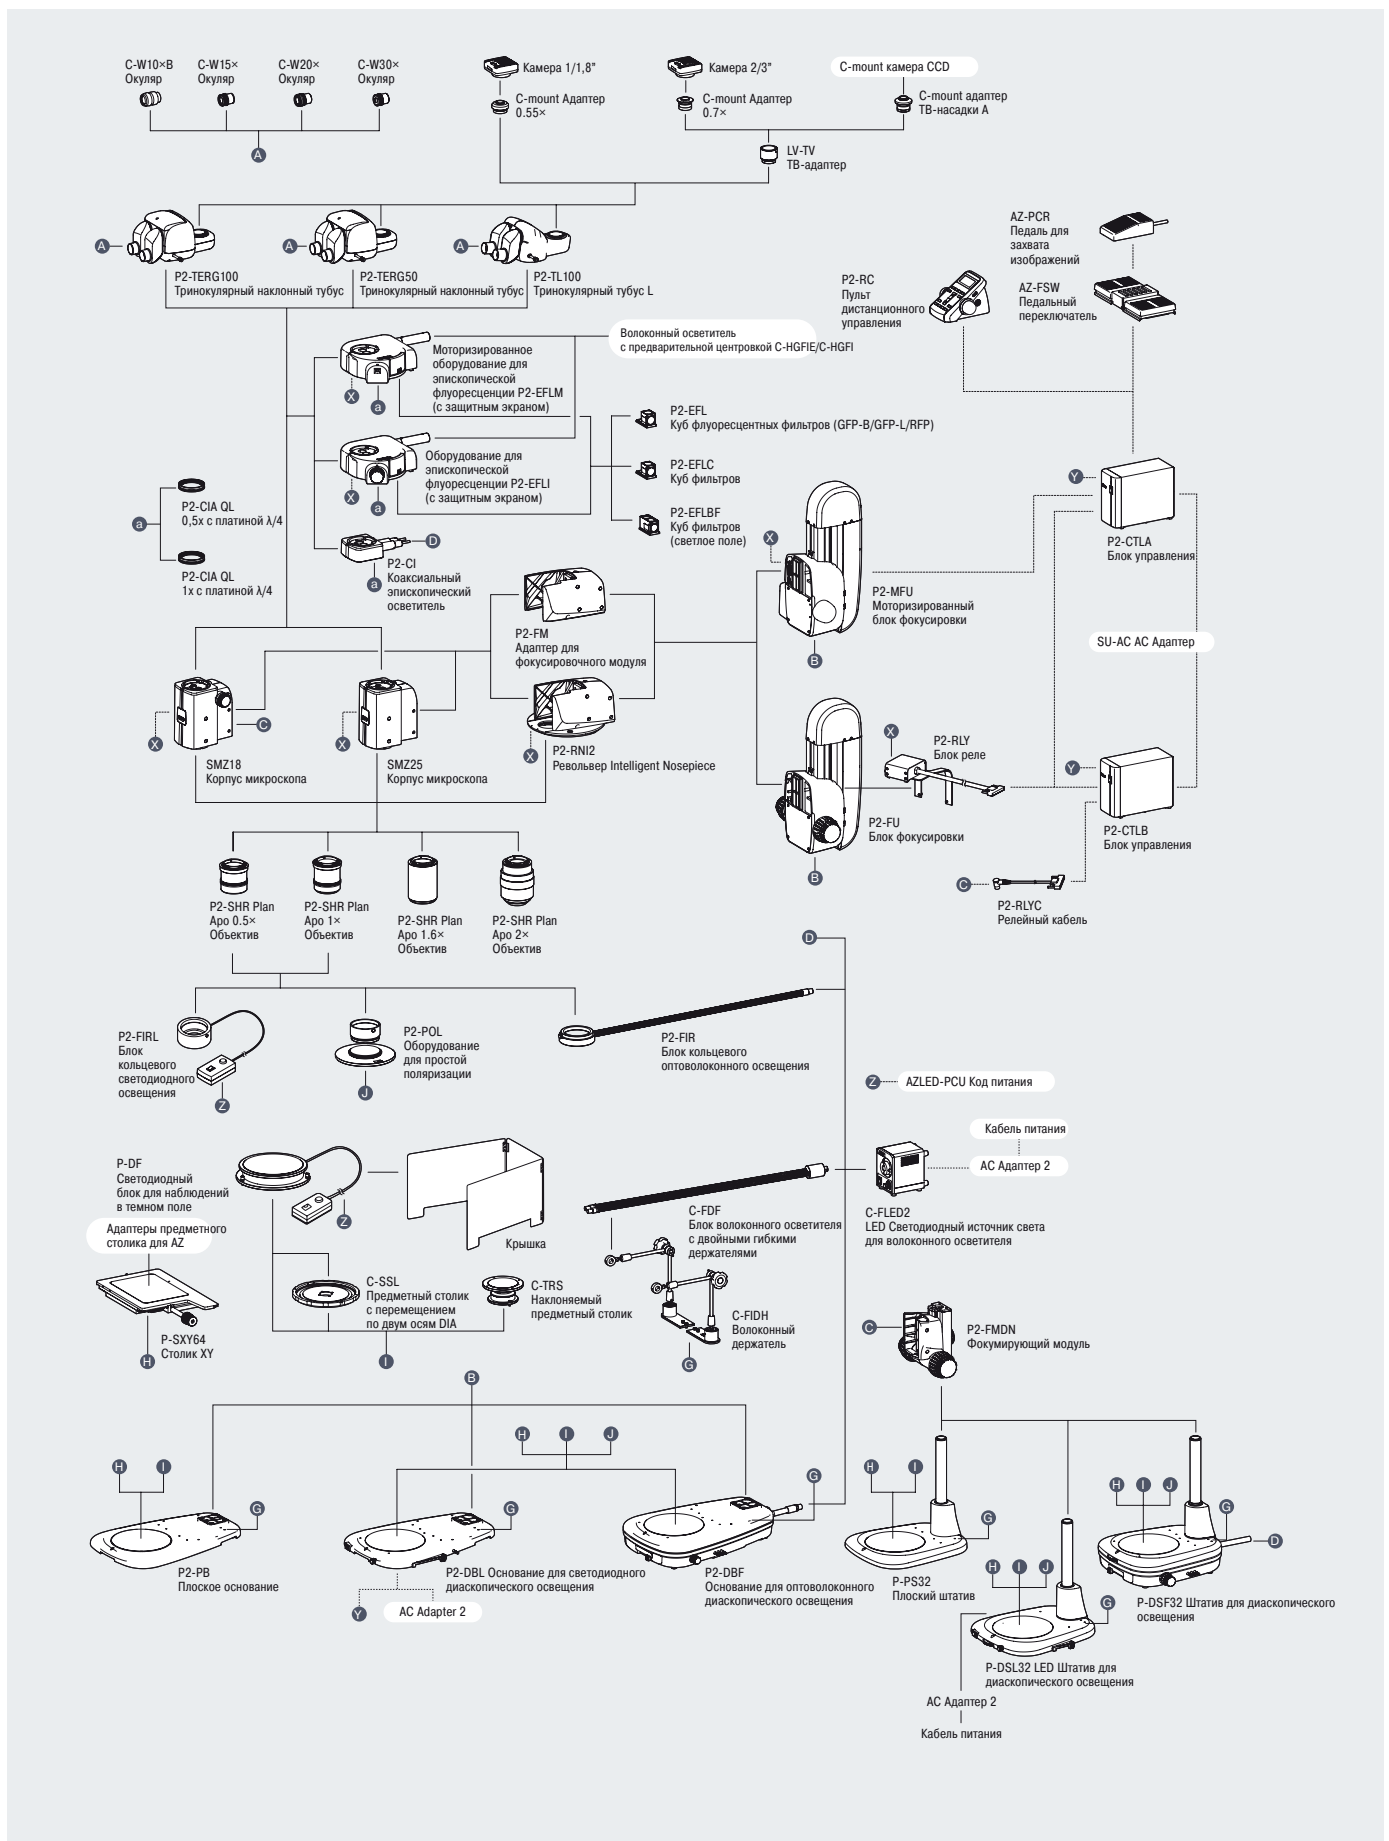 C-W10×B
Окуляр
C-W15×
Окуляр
C-W20×
Окуляр
C-W30×
Окуляр
A
Камера 1/1,8”
C-mount Адаптер
0.55×
Камера 2/3”
C-mount Адаптер
0.7×
C-mount камера CCD
C-mount адаптер
ТВ-насадки А
LV-TV
ТВ-адаптер
A
P2-TERG100
Тринокулярный наклонный тубус
A
P2-TERG50
Тринокулярный наклонный тубус
A
P2-TL100
Тринокулярный тубус L
AZ-PCR
Педаль для
захвата
изображений
P2-RC
Пульт
дистанционного
управления
AZ-FSW
Педальный
переключатель
Волоконный осветитель
с предварительной центровкой C-HGFIE/C-HGFI
Моторизированное
оборудование для
эпископической
флуоресценции P2-EFLM
(с защитным экраном)
X
a
Оборудование для
эпископической
флуоресценции P2-EFLI
(с защитным экраном)
X
a
P2-EFL
Куб флуоресцентных фильтров (GFP-B/GFP-L/RFP)
P2-EFLC
Куб фильтров
P2-EFLBF
Куб фильтров
(светлое поле)
a
P2-CIA QL
0,5x с платиной λ/4
P2-CIA QL
1x с платиной λ/4
D
a
P2-CI
Коаксиальный
эпископический
осветитель
X
P2-MFU
Моторизированный
блок фокусировки
B
Y
P2-CTLA
Блок управления
SU-AC AC Адаптер
P2-FM
Адаптер для
фокусировочного модуля
X
C
SMZ18
Корпус микроскопа
X
SMZ25
Корпус микроскопа
X
P2-RNI2
Револьвер Intelligent Nosepiece
X
P2-RLY
Блок реле
P2-FU
Блок фокусировки
B
Y
P2-CTLB
Блок управления
C
P2-RLYC
Релейный кабель
P2-SHR Plan
Apo 0.5×
Объектив
P2-SHR Plan
Apo 1×
Объектив
P2-SHR Plan
Apo 1.6×
Объектив
P2-SHR Plan
Apo 2×
Объектив
D
P2-FIRL
Блок
кольцевого
светодиодного
освещения
Z
P2-POL
Оборудование
для простой
поляризации
J
P2-FIR
Блок кольцевого
оптоволоконного освещения
Z
AZLED-PCU Код питания
Кабель питания
AC Адаптер 2
C-FLED2
LED Светодиодный источник света
для волоконного осветителя
P-DF
Светодиодный
блок для наблюдений
в темном поле
Z
Крышка
C-FDF
Блок волоконного осветителя
с двойными гибкими
держателями
Адаптеры предметного
столика для AZ
P-SXY64
Столик XY
H
C-SSL
Предметный столик
с перемещением
по двум осям DIA
C-TRS
Наклоняемый
предметный столик
I
C-FIDH
Волоконный
держатель
G
C
P2-FMDN
Фокумирующий модуль
B
H
I
G
P2-PB
Плоское основание
H
I
J
G
P2-DBL Основание для светодиодного
диаскопического освещения
Y
AC Adapter 2
G
P2-DBF
Основание для оптоволоконного
диаскопического освещения
H
I
G
P-PS32
Плоский штатив
H
I
J
G
D
P-DSF32 Штатив для диаскопического
освещения
H
I
J
G
P-DSL32 LED Штатив для
диаскопического освещения
AC Адаптер 2
Кабель питания